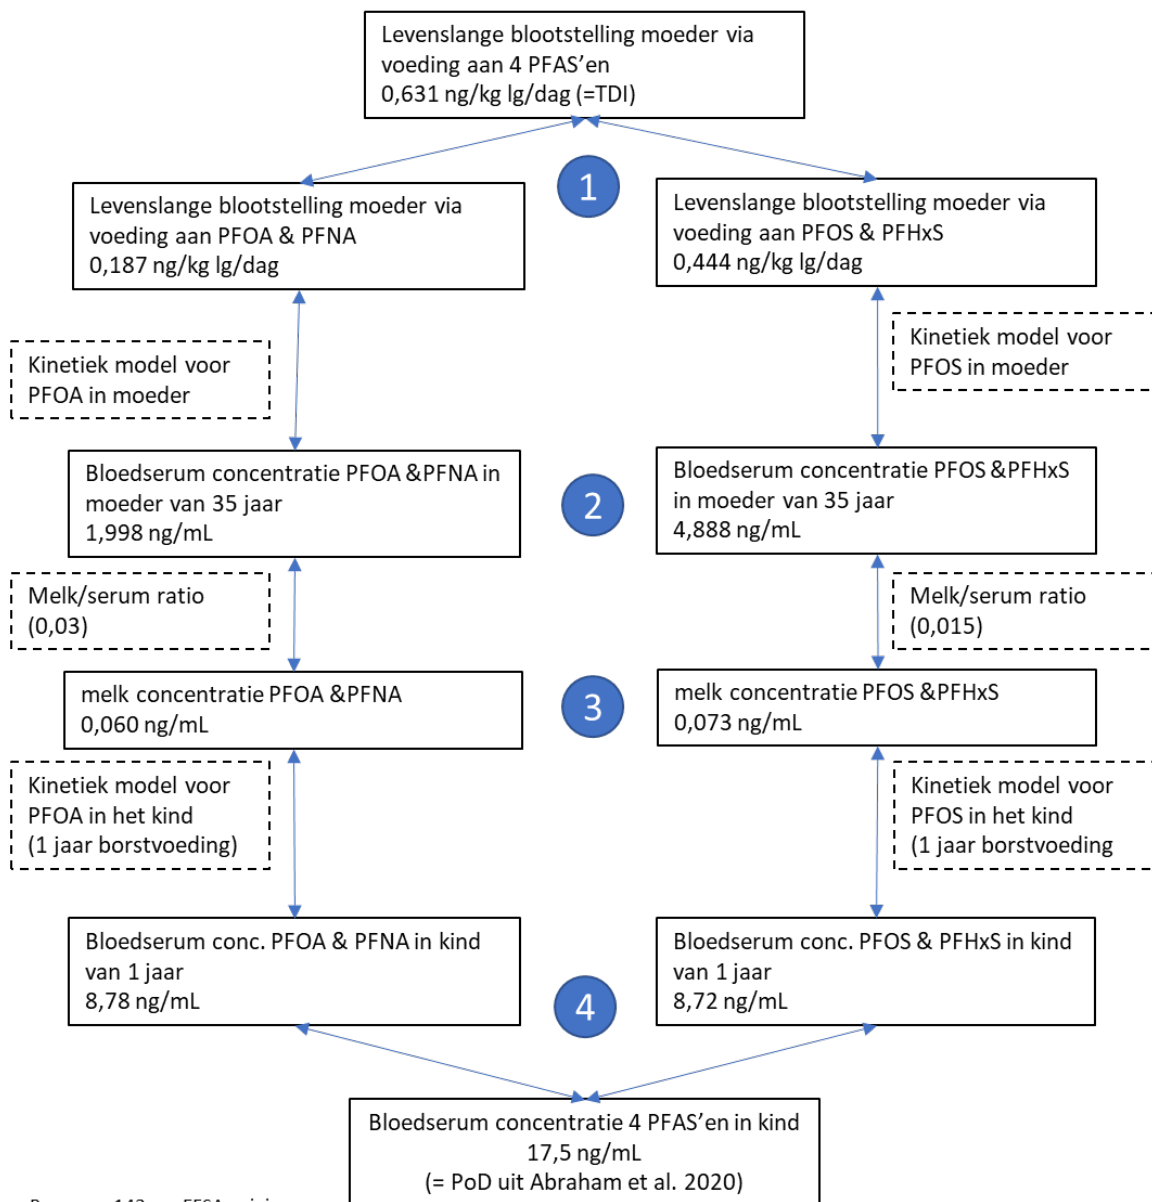 Levenslange blootstelling moeder via
voeding aan 4 PFAS’en
0,631 ng/kg lg/dag (=TDI)
1
Levenslange blootstelling moeder via
voeding aan PFOA & PFNA
0,187 ng/kg lg/dag
Levenslange blootstelling moeder via
voeding aan PFOS & PFHxS
0,444 ng/kg lg/dag
Kinetiek model voor
PFOA in moeder
Kinetiek model voor
PFOS in moeder
Bloedserum concentratie PFOA &PFNA in
moeder van 35 jaar
1,998 ng/mL
2
Bloedserum concentratie PFOS &PFHxS
in moeder van 35 jaar
4,888 ng/mL
Melk/serum ratio
(0,03)
Melk/serum ratio
(0,015)
melk concentratie PFOA &PFNA
0,060 ng/mL
3
melk concentratie PFOS &PFHxS
0,073 ng/mL
Kinetiek model voor
PFOA in het kind
(1 jaar borstvoeding)
Kinetiek model voor
PFOS in het kind
(1 jaar borstvoeding
Bloedserum conc. PFOA & PFNA in kind
van 1 jaar
8,78 ng/mL
4
Bloedserum conc. PFOS & PFHxS in kind
van 1 jaar
8,72 ng/mL
Bloedserum concentratie 4 PFAS’en in kind
17,5 ng/mL
(= PoD uit Abraham et al. 2020)